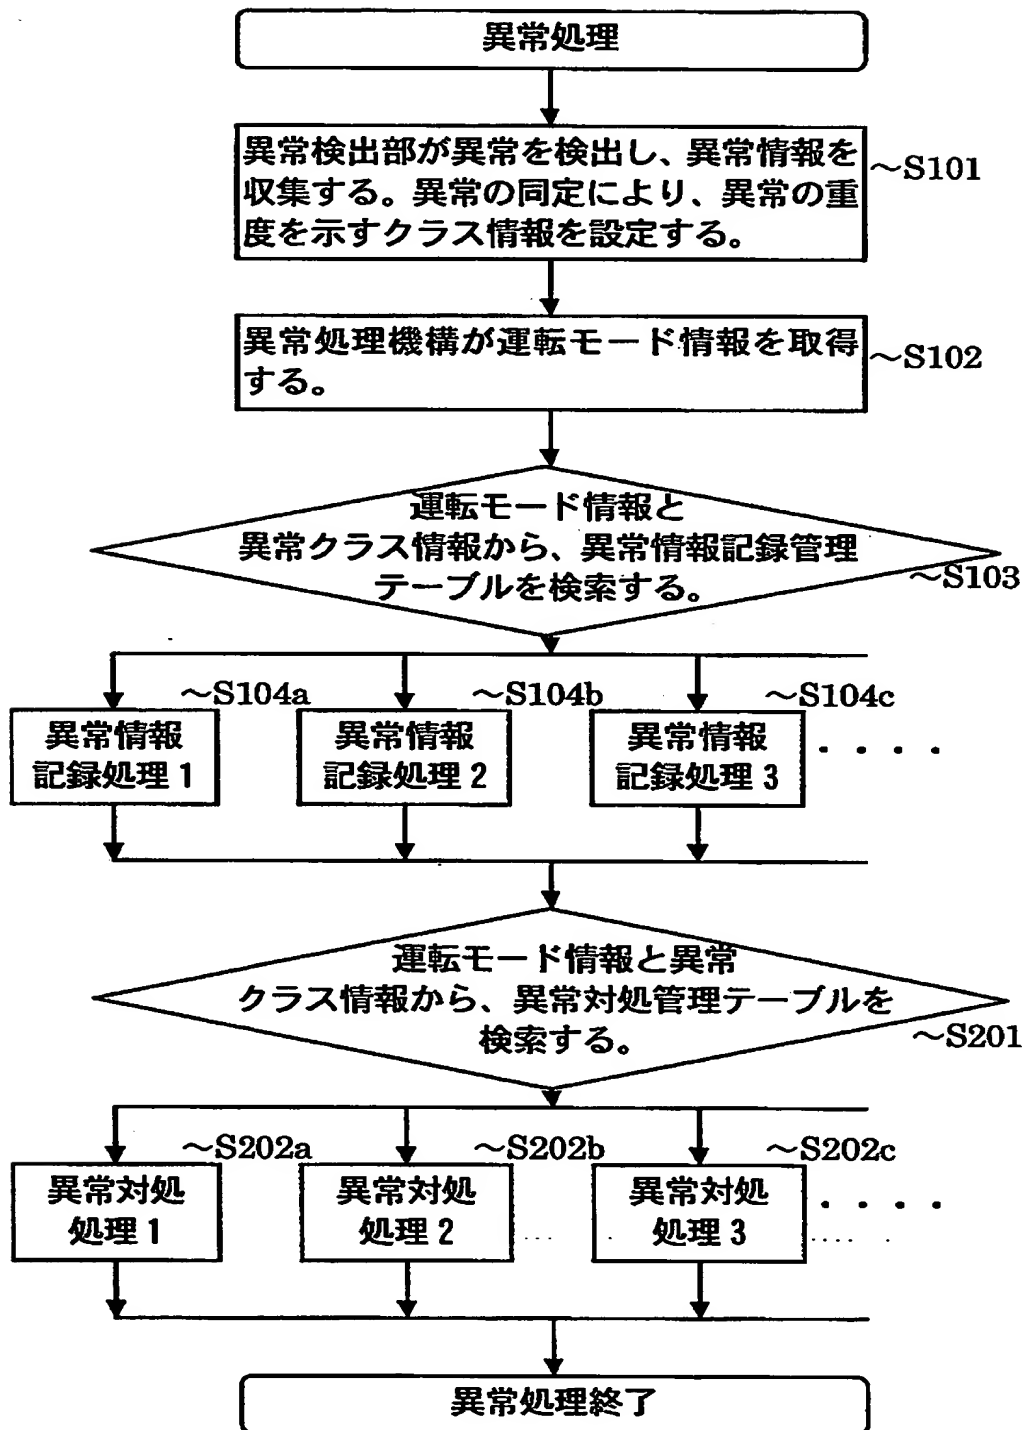 異常処理
異常検出部が異常を検出し、異常情報を
収集する。異常の同定により、異常の重
度を示すクラス情報を設定する。
～S101
異常処理機構が運転モード情報を取得
する。
～S102
運転モード情報と
異常クラス情報から、異常情報記録管理
テーブルを検索する。
～S103
～S104a
～S104b
～S104c
異常情報
記録処理1
異常情報
記録処理2
異常情報
記録処理3
・・・・
運転モード情報と異常
クラス情報から、異常対処管理テーブルを
検索する。
～S201
～S202a
～S202b
～S202c
異常対処
処理1
異常対処
処理2
異常対処
処理3
・・・・
異常処理終了